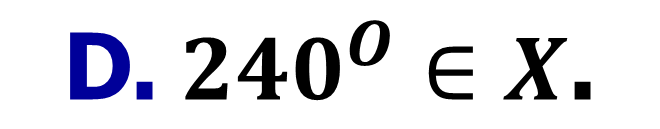 D. 240^O ∈ X.